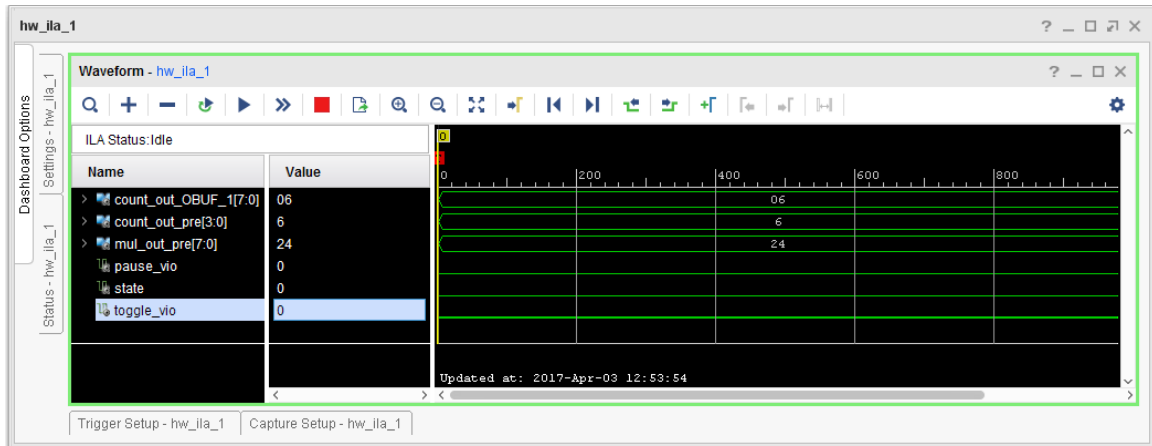 hw_ila_1
Dashboard Options
Settings - hw_ila_1
Status - hw_ila_1
Waveform - hw_ila_1
ILA Status:Idle
Name Value
0
0 200 400 600 800
count_out_OBUF_1[7:0] 06 06
count_out_pre[3:0] 6 6
mul_out_pre[7:0] 24 24
pause_vio 0
state 0
toggle_vio 0
Updated at: 2017-Apr-03 12:53:54
Trigger Setup - hw_ila_1 Capture Setup - hw_ila_1